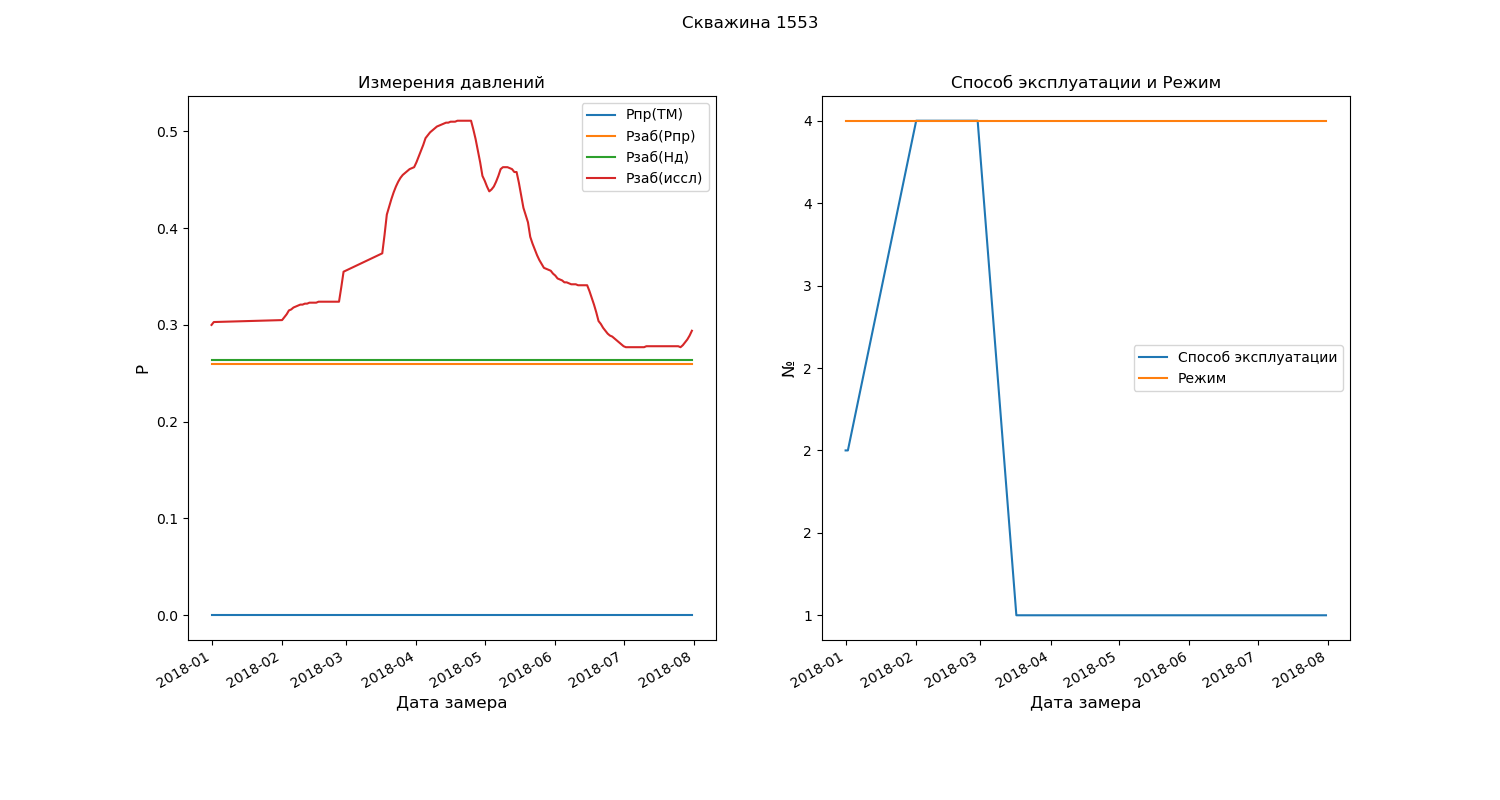 Скважина 1553
Измерения давлений
P
0.5
0.4
0.3
0.2
0.1
0.0
Рпр(ТМ)
Рзаб(Рпр)
Рзаб(Нд)
Рзаб(иссл)
2018-01
2018-02
2018-03
2018-04
2018-05
2018-06
2018-07
2018-08
Дата замера
Способ эксплуатации и Режим
№
4
4
3
2
2
2
1
Способ эксплуатации
Режим
2018-01
2018-02
2018-03
2018-04
2018-05
2018-06
2018-07
2018-08
Дата замера